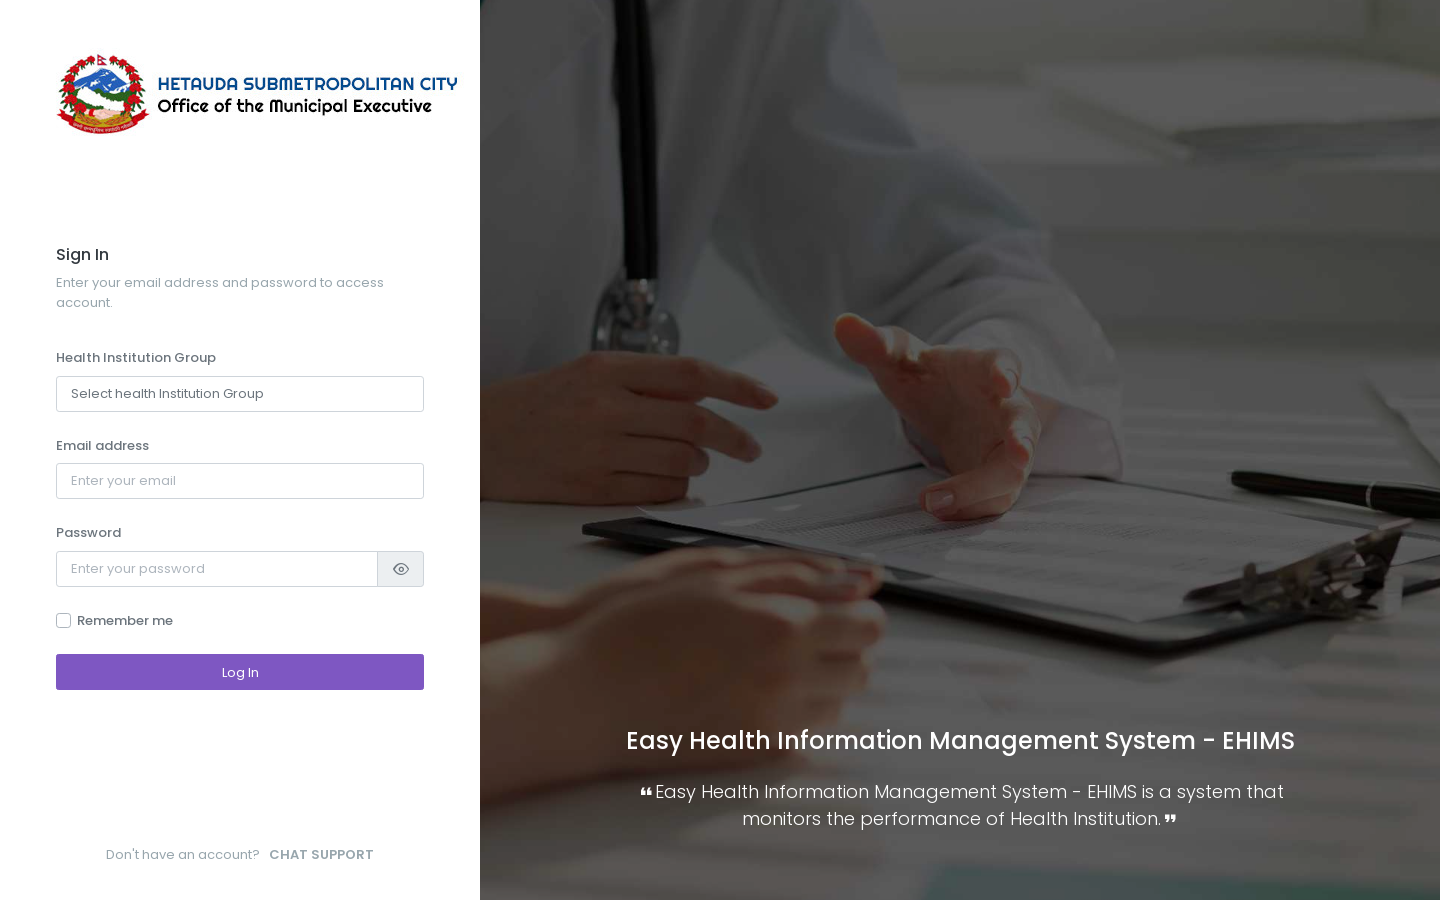 HETAUDA SUBMETROPOLITAN CITY
Office of the Municipal Executive
Sign In
Enter your email address and password to access
account.
Health Institution Group
Select health Institution Group
Email address
Enter your email
Password
Enter your password
Remember me
Log In
Don't have an account? CHAT SUPPORT
Easy Health Information Management System - EHIMS
❝Easy Health Information Management System - EHIMS is a system that
monitors the performance of Health Institution.❞